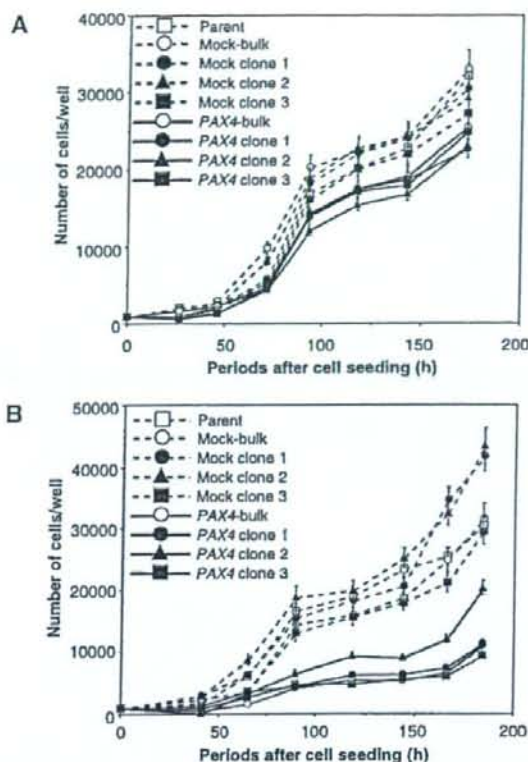 A
Number of cells/well
40000
30000
20000
10000
0
Parent
Mock-bulk
Mock clone 1
Mock clone 2
Mock clone 3
PAX4-bulk
PAX4 clone 1
PAX4 clone 2
PAX4 clone 3
0 50 100 150 200
Periods after cell seeding (h)
B
Number of cells/well
50000
40000
30000
20000
10000
0
Parent
Mock-bulk
Mock clone 1
Mock clone 2
Mock clone 3
PAX4-bulk
PAX4 clone 1
PAX4 clone 2
PAX4 clone 3
0 50 100 150 200
Periods after cell seeding (h)